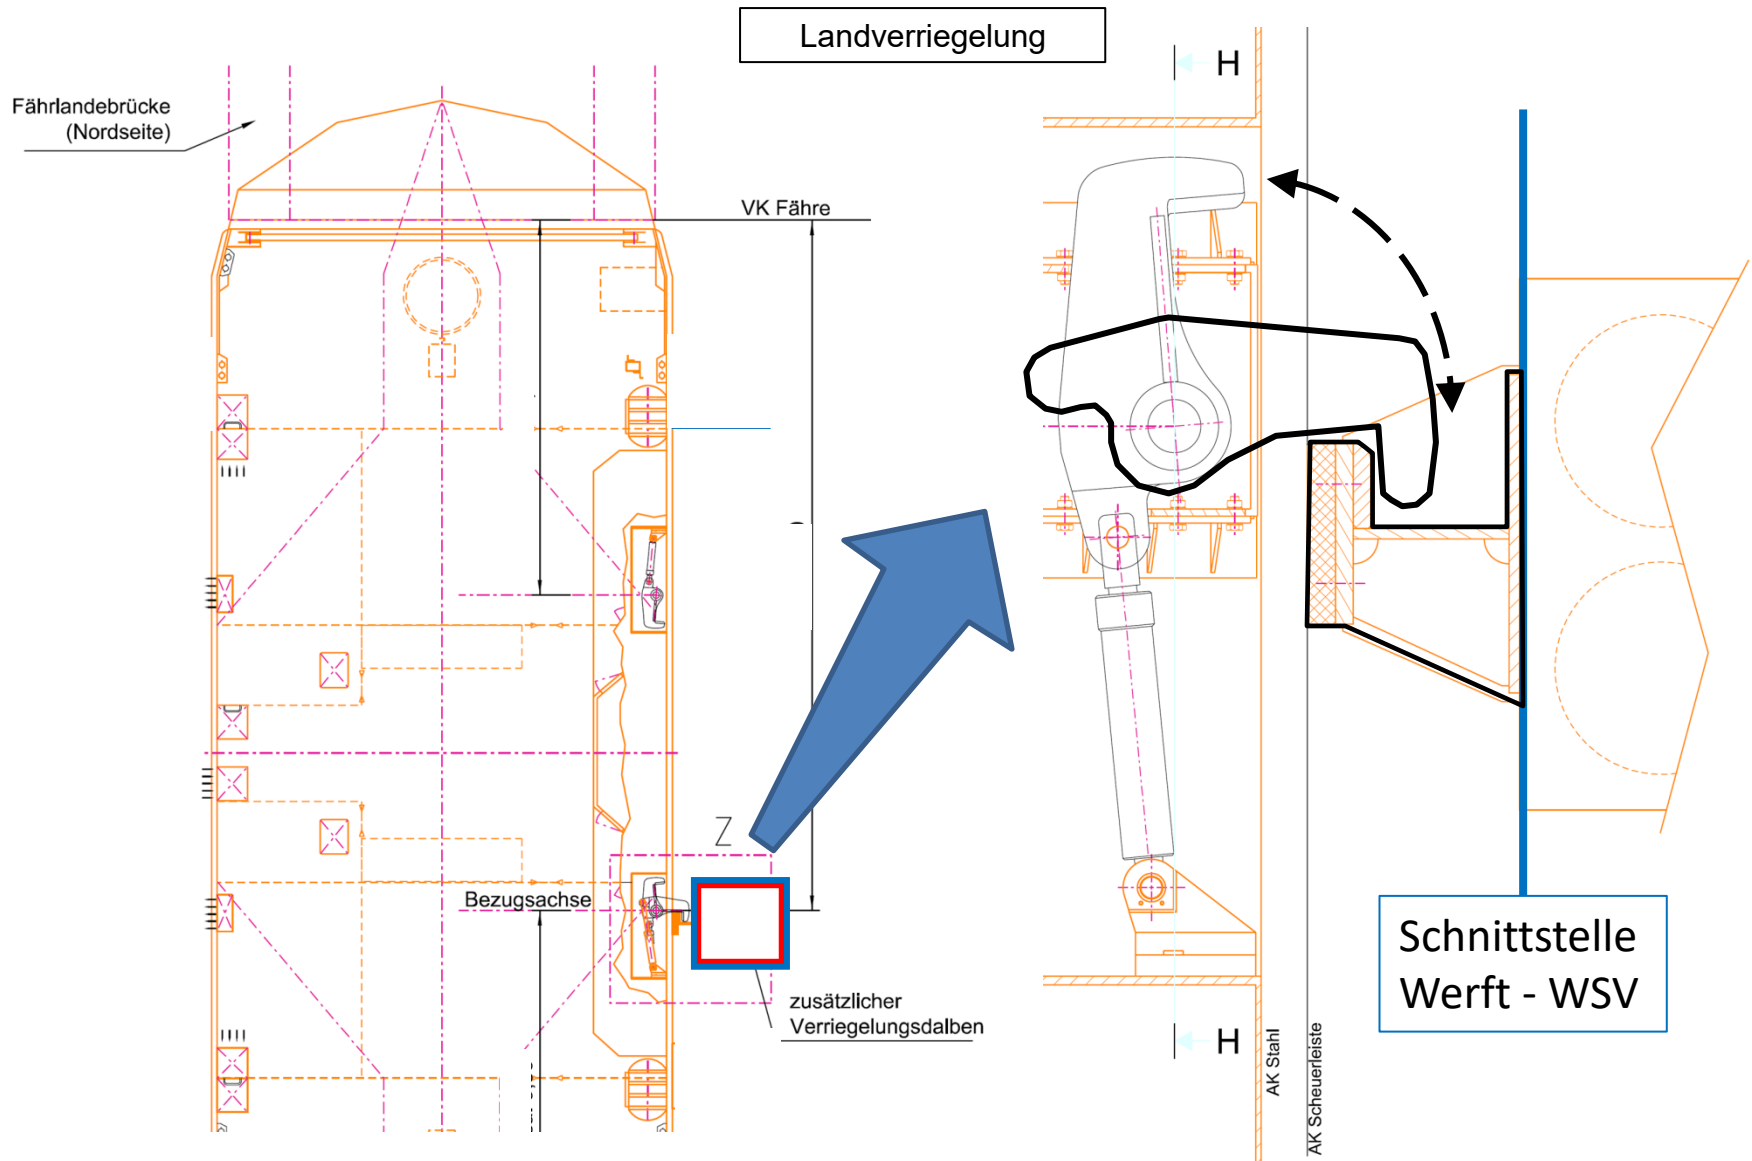 Landverriegelung
H
Fährlandebrücke
(Nordseite)
VK Fähre
Z
Bezugsachse
zusätzlicher
Verriegelungsdalben
Schnittstelle
Werft - WSV
H
AK Stahl
AK Scheuerleiste